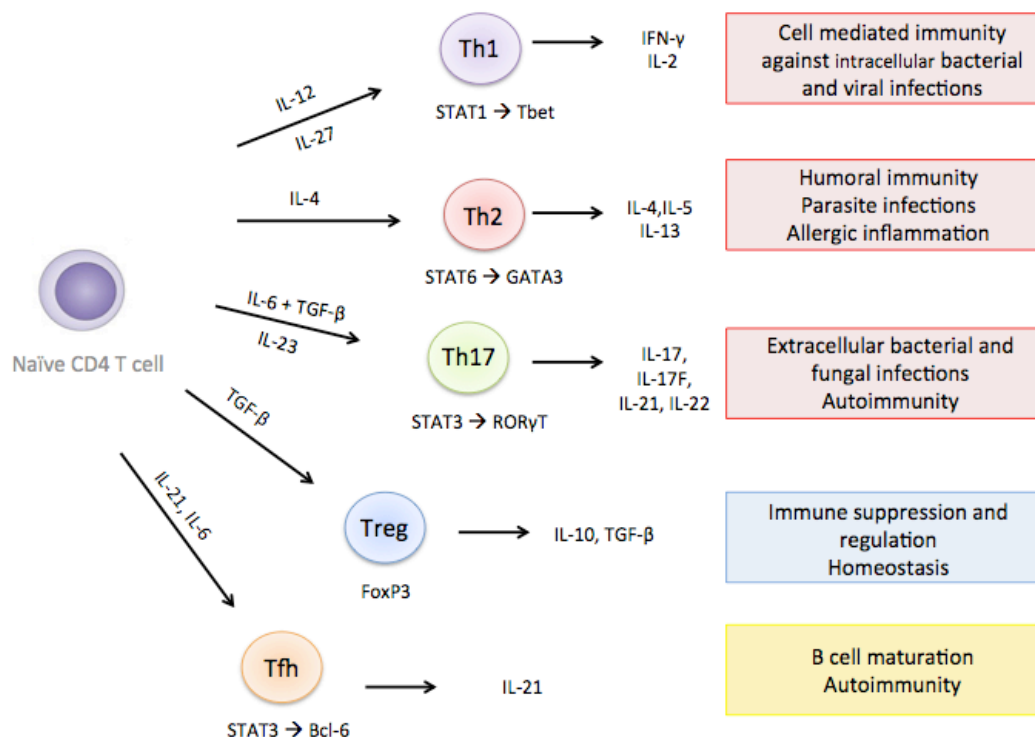 Th1
IFN-γ
IL-2
Cell mediated immunity
against intracellular bacterial
and viral infections
IL-12
IL-27
STAT1 → Tbet
IL-4
Th2
IL-4,IL-5
IL-13
Humoral immunity
Parasite infections
Allergic inflammation
STAT6 → GATA3
Naïve CD4 T cell
IL-6 + TGF-β
IL-23
Th17
IL-17,
IL-17F,
IL-21, IL-22
Extracellular bacterial and
fungal infections
Autoimmunity
STAT3 → RORγT
TGF-β
Treg
IL-10, TGF-β
Immune suppression and
regulation
Homeostasis
FoxP3
IL-21, IL-6
Tfh
IL-21
B cell maturation
Autoimmunity
STAT3 → Bcl-6